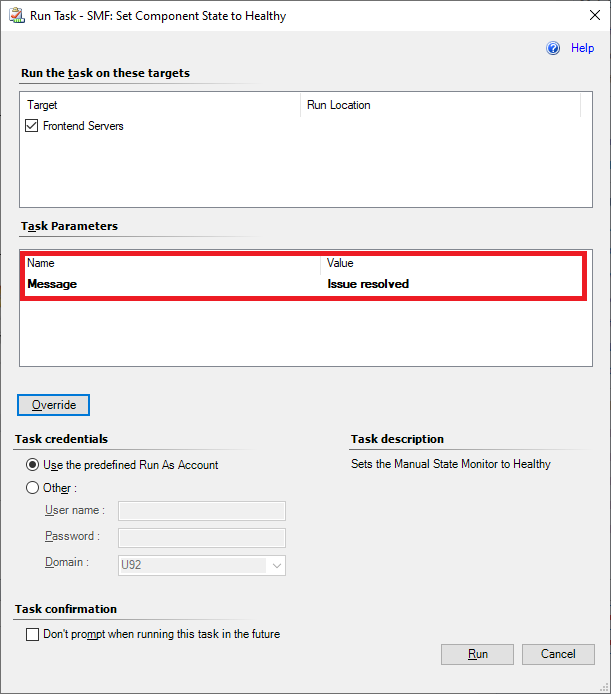 Run Task - SMF: Set Component State to Healthy
Help
Run the task on these targets
Target Run Location
Frontend Servers
Task Parameters
Name Value
Message Issue resolved
Override
Task credentials
Use the predefined Run As Account
Other :
User name :
Password :
Domain : U92
Task description
Sets the Manual State Monitor to Healthy
Task confirmation
Don't prompt when running this task in the future
Run Cancel